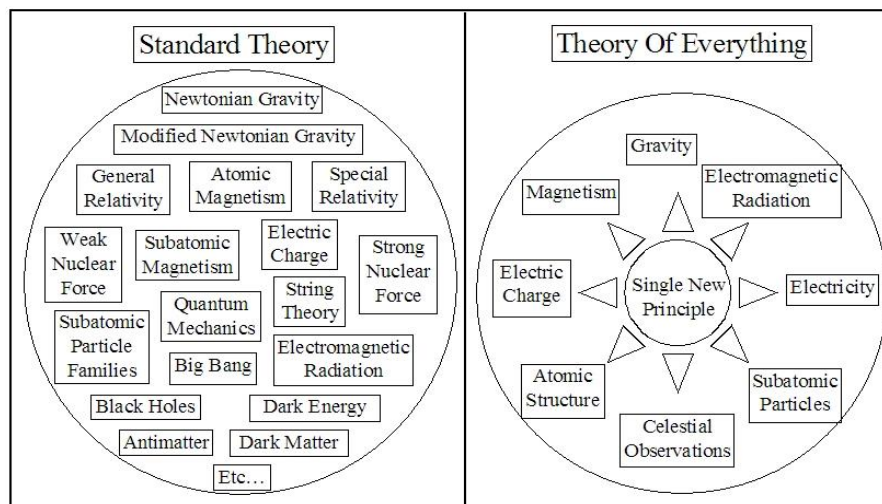 Standard Theory
Newtonian Gravity
Modified Newtonian Gravity
General
Relativity
Atomic
Magnetism
Special
Relativity
Weak
Nuclear
Force
Subatomic
Magnetism
Electric
Charge
Strong
Nuclear
Force
Quantum
Mechanics
String
Theory
Subatomic
Particle
Families
Big Bang
Electromagnetic
Radiation
Black Holes
Dark Energy
Antimatter
Dark Matter
Etc…
Theory Of Everything
Gravity
Magnetism
Electromagnetic
Radiation
Electric
Charge
Single New
Principle
Electricity
Atomic
Structure
Subatomic
Particles
Celestial
Observations